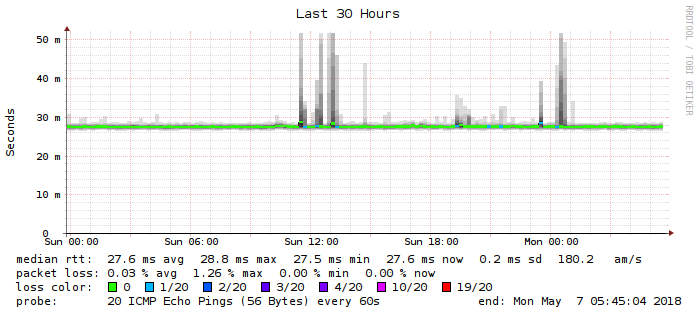 Last 30 Hours
RRDTOOL / TOBI OETIKER
Seconds
50 m
40 m
30 m
20 m
10 m
0
Sun 00:00 Sun 06:00 Sun 12:00 Sun 18:00 Mon 00:00
median rtt: 27.6 ms avg 28.8 ms max 27.5 ms min 27.6 ms now 0.2 ms sd 180.2 am/s
packet loss: 0.03 % avg 1.26 % max 0.00 % min 0.00 % now
loss color: 0 1/20 2/20 3/20 4/20 10/20 19/20
probe: 20 ICMP Echo Pings (56 Bytes) every 60s end: Mon May 7 05:45:04 2018